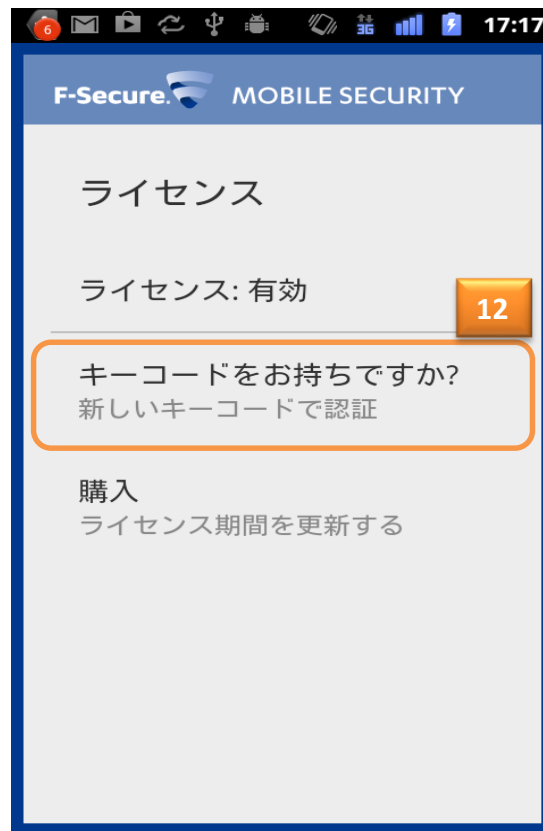 6
3G
17:17
F-Secure. MOBILE SECURITY
ライセンス
ライセンス: 有効
12
キーコードをお持ちですか?
新しいキーコードで認証
購入
ライセンス期間を更新する